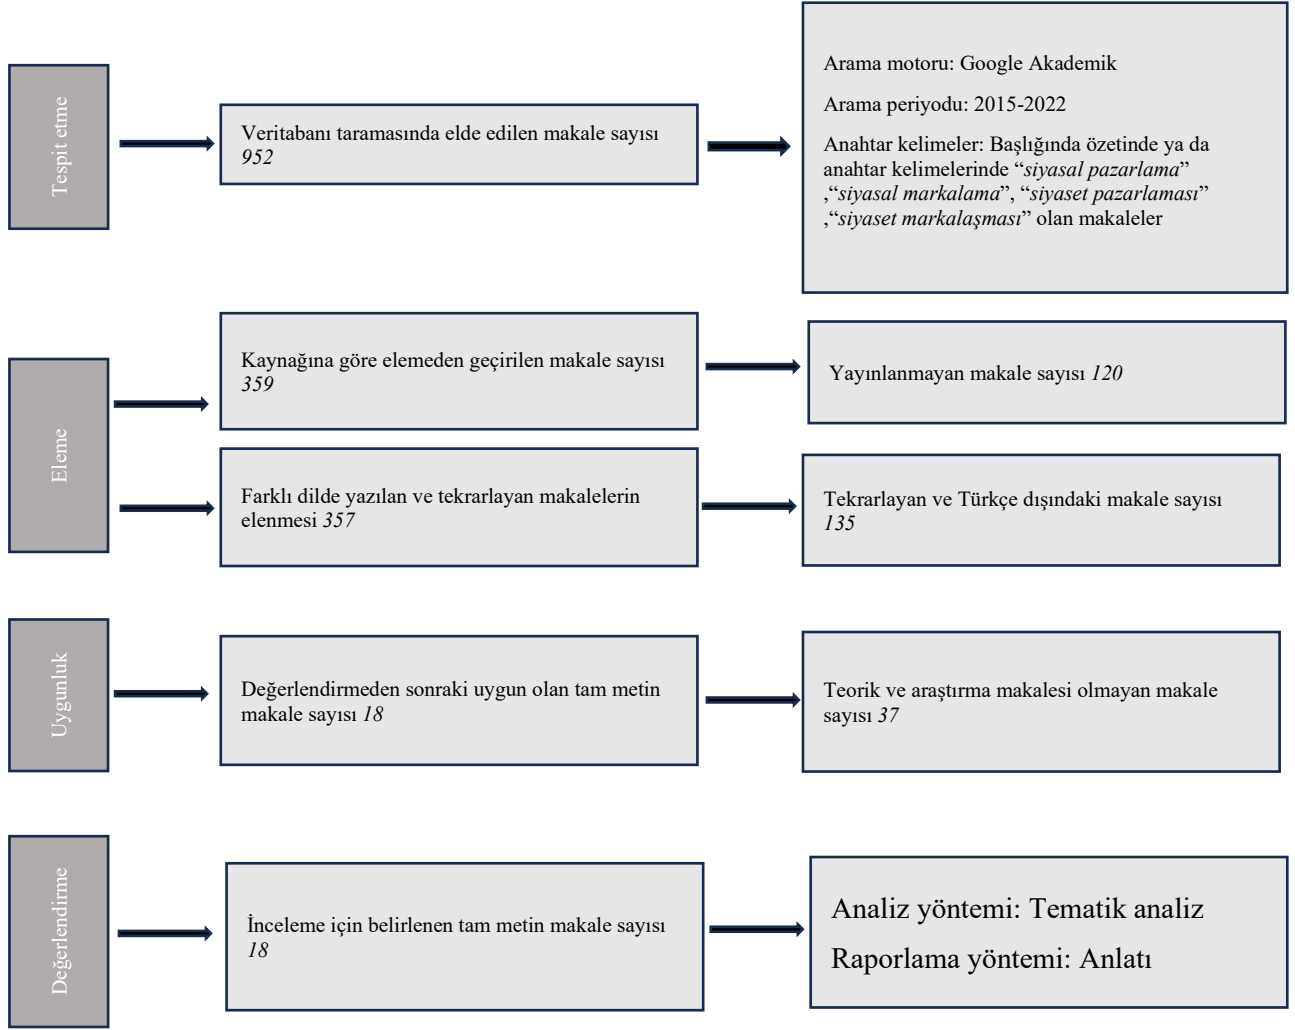 Tespit etme
Veritabanı taramasında elde edilen makale sayısı
952
Arama motoru: Google Akademik
Arama periyodu: 2015-2022
Anahtar kelimeler: Başlığında özetinde ya da
anahtar kelimelerinde “siyasal pazarlama”
,“siyasal markalama”, “siyaset pazarlaması”
,“siyaset markalaşması” olan makaleler
Eleme
Kaynağına göre elemeden geçirilen makale sayısı
359
Yayınlanmayan makale sayısı 120
Farklı dilde yazılan ve tekrarlayan makalelerin
elenmesi 357
Tekrarlayan ve Türkçe dışındaki makale sayısı
135
Uygunluk
Değerlendirmeden sonraki uygun olan tam metin
makale sayısı 18
Teorik ve araştırma makalesi olmayan makale
sayısı 37
Değerlendirme
İnceleme için belirlenen tam metin makale sayısı
18
Analiz yöntemi: Tematik analiz
Raporlama yöntemi: Anlatı